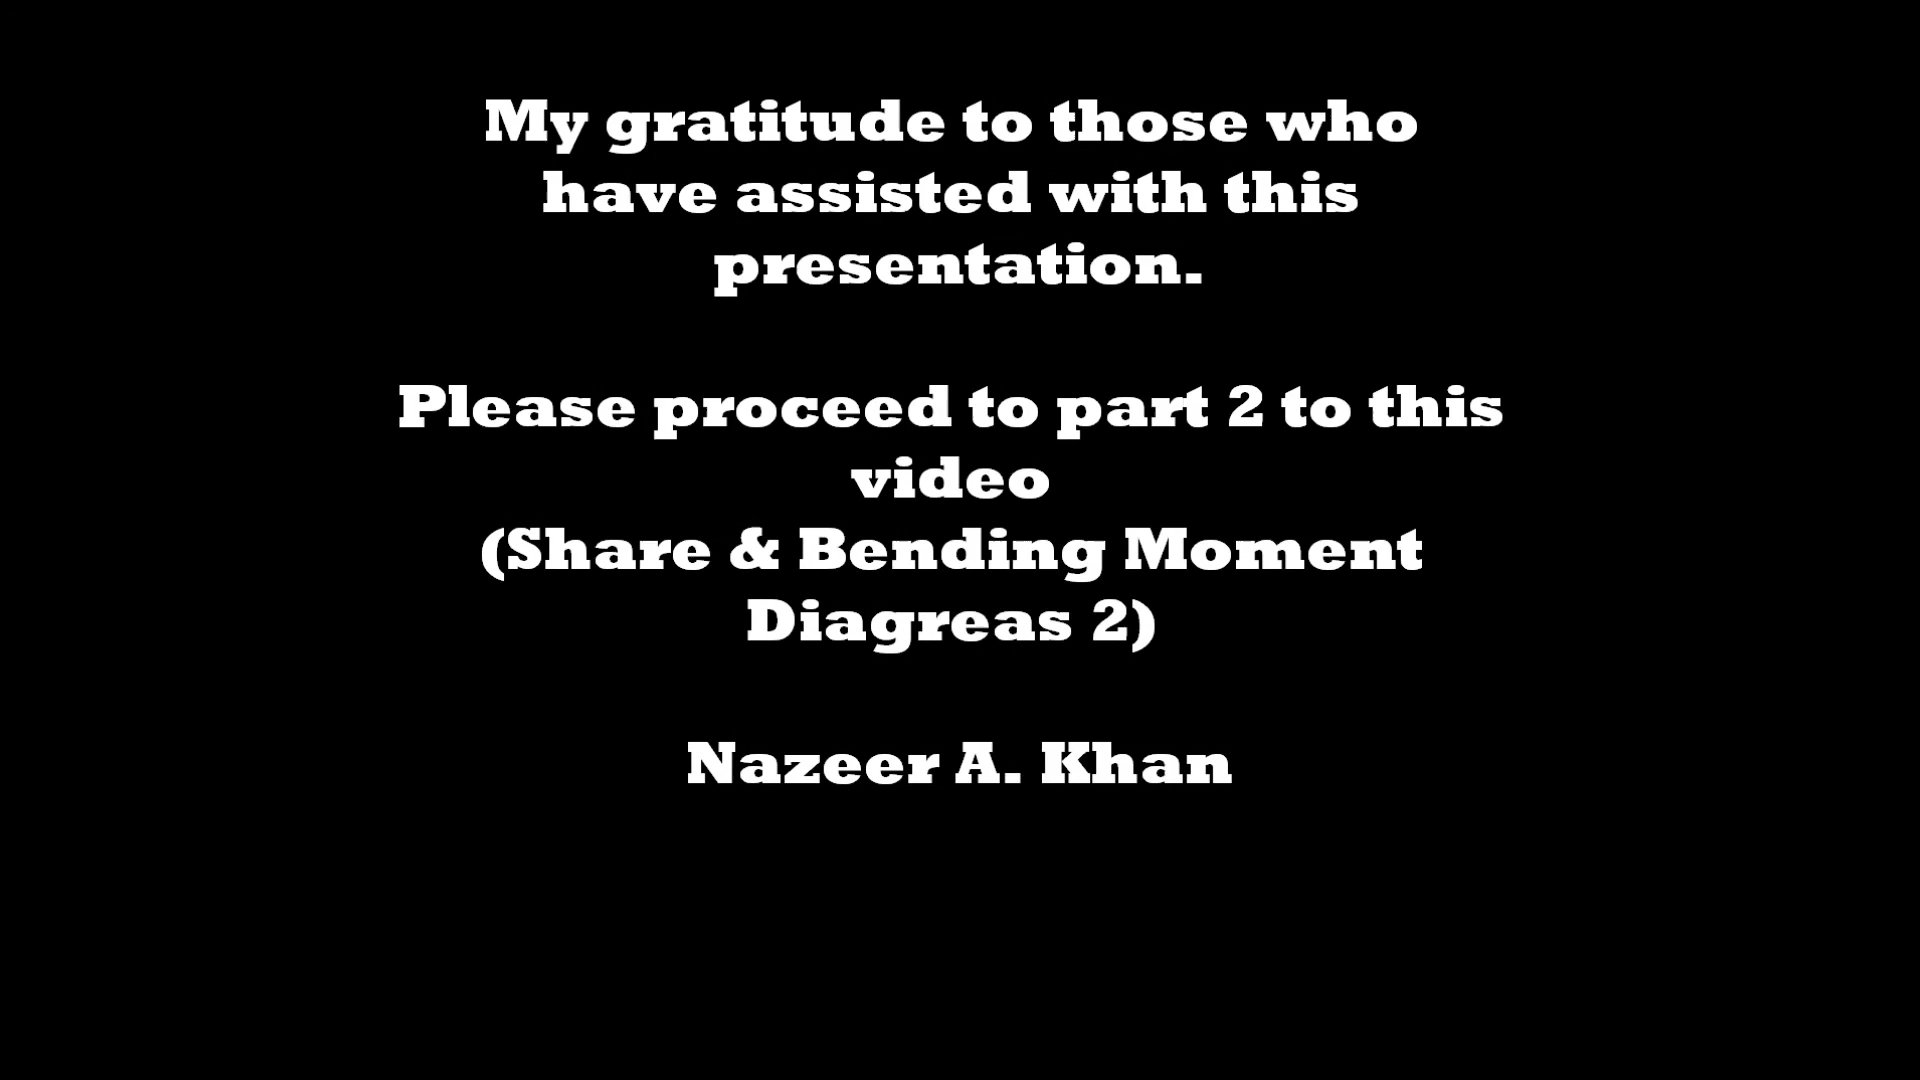 My gratitude to those who
have assisted with this
presentation.
Please proceed to part 2 to this
video
(Share & Bending Moment
Diagreas 2)
Nazeer A. Khan